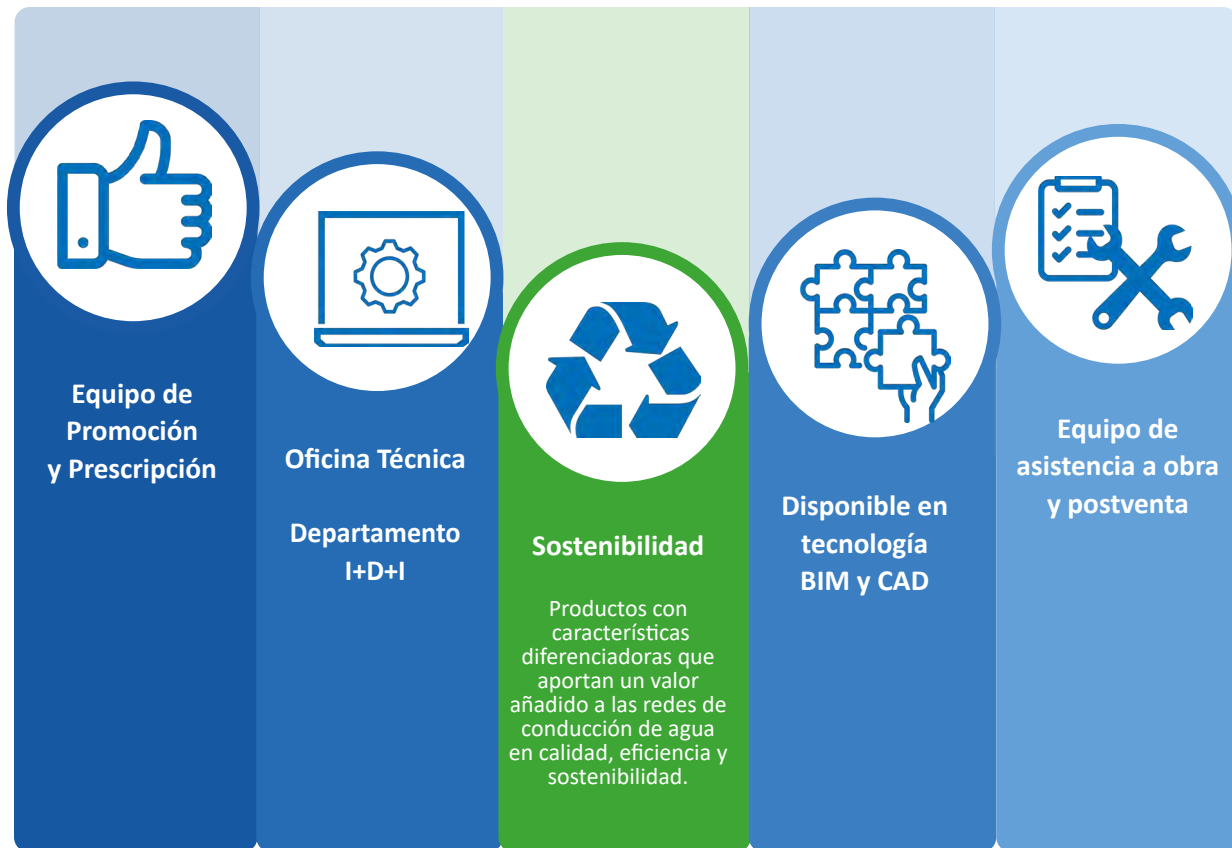 Equipo de
Promoción
y Prescripción
Oficina Técnica
Departamento
I+D+I
Sostenibilidad
Productos con
características
diferenciadoras que
aportan un valor
añadido a las redes de
conducción de agua
en calidad, eficiencia y
sostenibilidad.
Disponible en
tecnología
BIM y CAD
Equipo de
asistencia a obra
y postventa